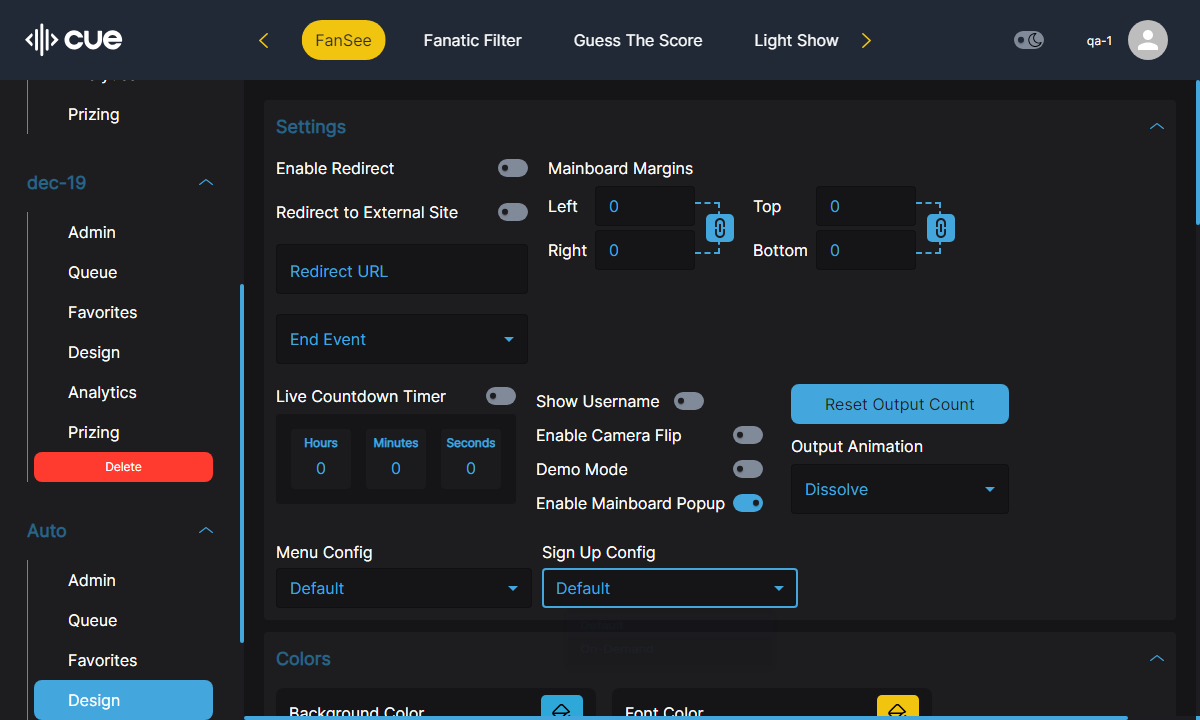 cue
FanSee
Fanatic Filter
Guess The Score
Light Show
qa-1
Prizing
dec-19
Admin
Queue
Favorites
Design
Analytics
Prizing
Delete
Auto
Admin
Queue
Favorites
Design
Settings
Enable Redirect
Redirect to External Site
Redirect URL
End Event
Mainboard Margins
Left 0
Right 0
Top 0
Bottom 0
Live Countdown Timer
Hours Minutes Seconds
0 0 0
Show Username
Enable Camera Flip
Demo Mode
Enable Mainboard Popup
Reset Output Count
Output Animation
Dissolve
Menu Config
Default
Sign Up Config
Default
Colors
Background Color
Font Color